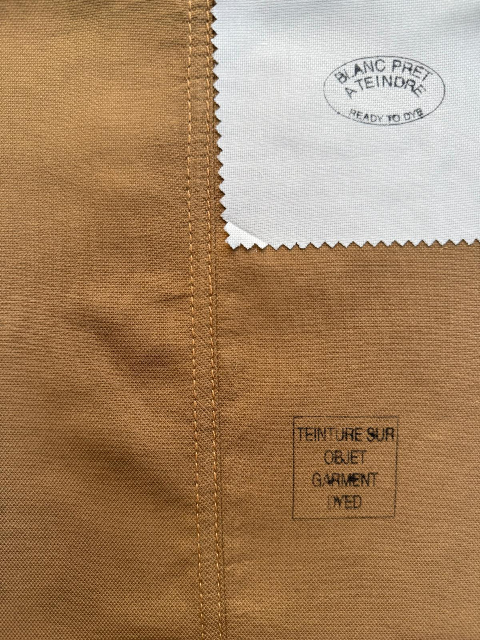 BLANC PRET
A TEINDRE
READY TO DYE
TEINTURE SUR
OBJET
GARMENT
DYED